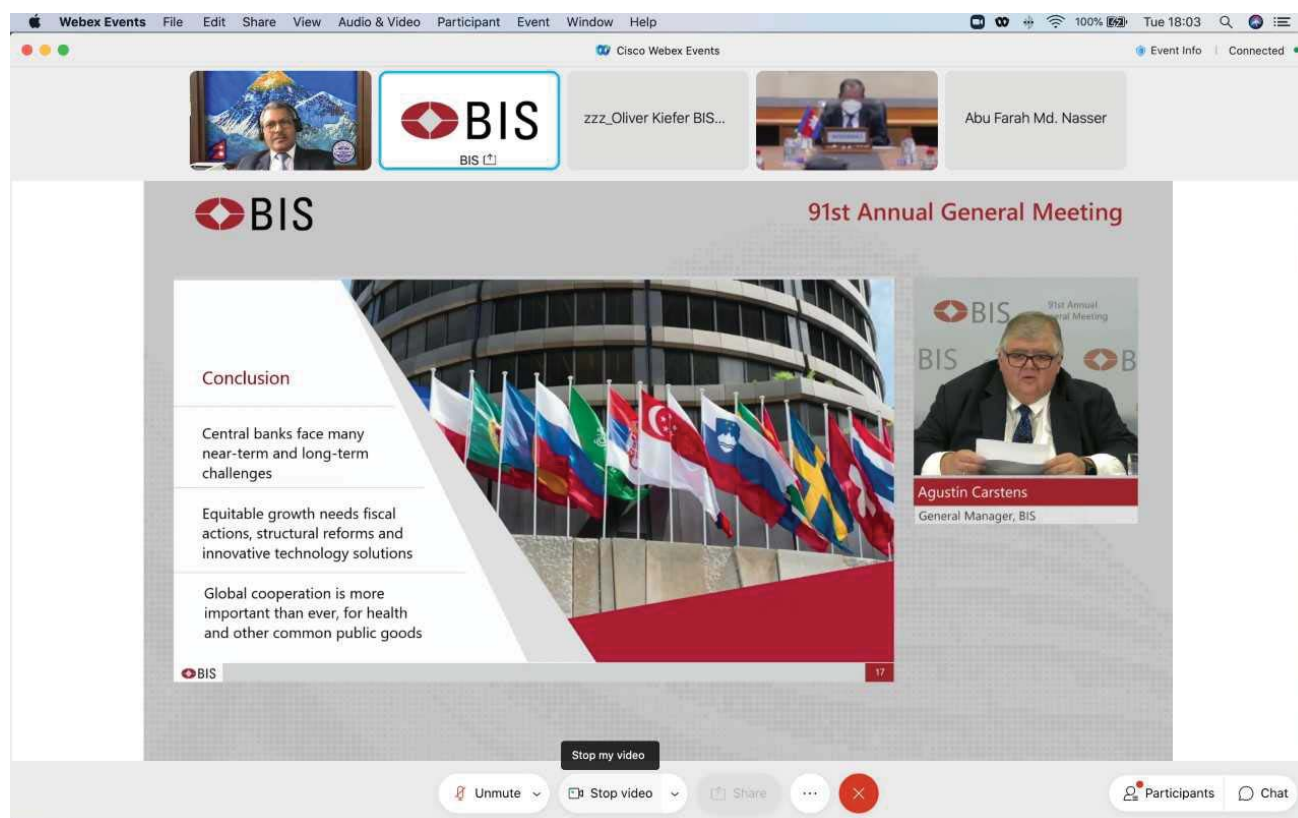 Webex Events File Edit Share View Audio & Video Participant Event Window Help 100% Tue 18:03
Cisco Webex Events
Event Info Connected
BIS
BIS
zzz_Oliver Kiefer BIS...
Abu Farah Md. Nasser
BIS
91st Annual General Meeting
Conclusion
Central banks face many
near-term and long-term
challenges
Equitable growth needs fiscal
actions, structural reforms and
innovative technology solutions
Global cooperation is more
important than ever, for health
and other common public goods
BIS
17
BIS
91st Annual
General Meeting
BIS
B
Agustín Carstens
General Manager, BIS
Stop my video
Unmute
Stop video
Share
...
Participants
Chat